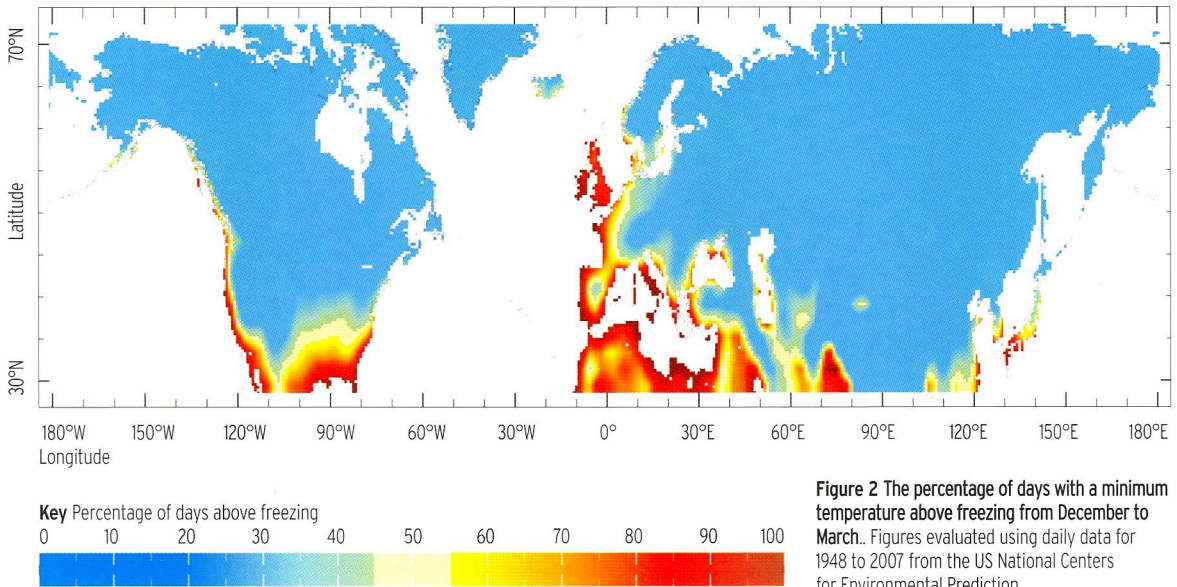 70°N
Latitude
30°N
180°W 150°W 120°W 90°W 60°W 30°W 0° 30°E 60°E 90°E 120°E 150°E 180°E
Longitude
Key Percentage of days above freezing
0 10 20 30 40 50 60 70 80 90 100
Figure 2 The percentage of days with a minimum
temperature above freezing from December to
March.. Figures evaluated using daily data for
1948 to 2007 from the US National Centers
for Environmental Prediction